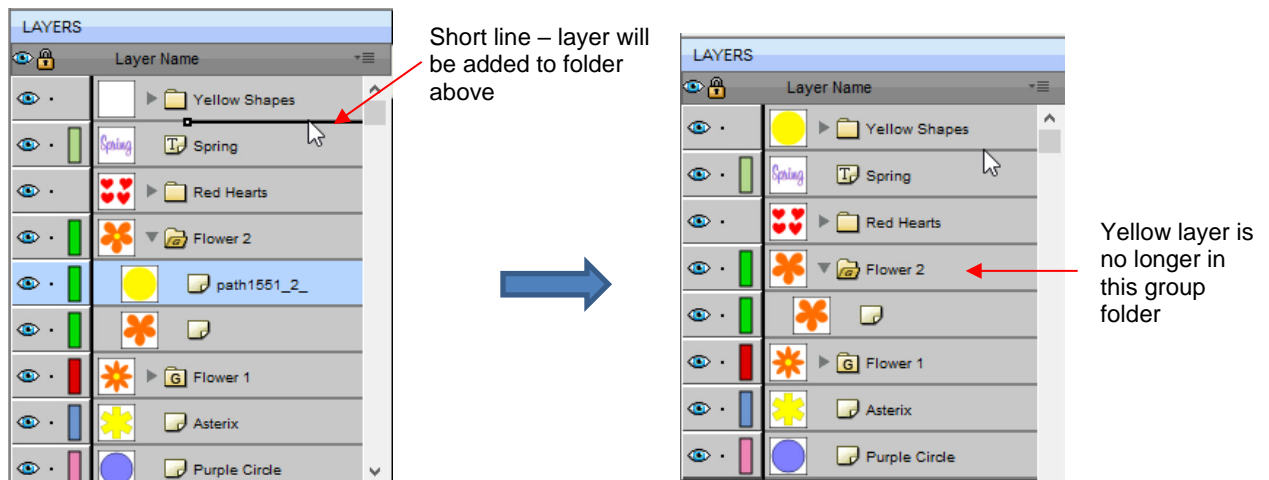 LAYERS
Layer Name
Yellow Shapes
Spring
T
Spring
Red Hearts
G
Flower 2
path1551_2_
G
Flower 1
Asterix
Purple Circle
Short line – layer will
be added to folder
above
LAYERS
Layer Name
Yellow Shapes
Spring
T
Spring
Red Hearts
G
Flower 2
G
Flower 1
Asterix
Purple Circle
Yellow layer is
no longer in
this group
folder